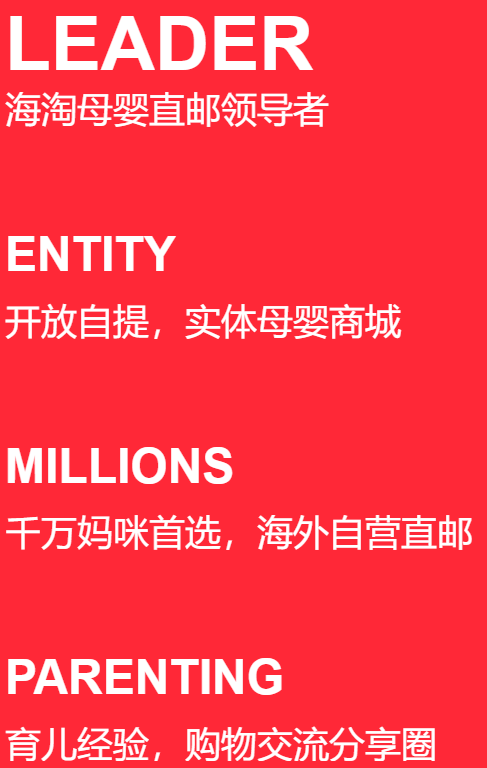 LEADER
海淘母婴直邮领导者
ENTITY
开放自提，实体母婴商城
MILLIONS
千万妈咪首选，海外自营直邮
PARENTING
育儿经验，购物交流分享圈